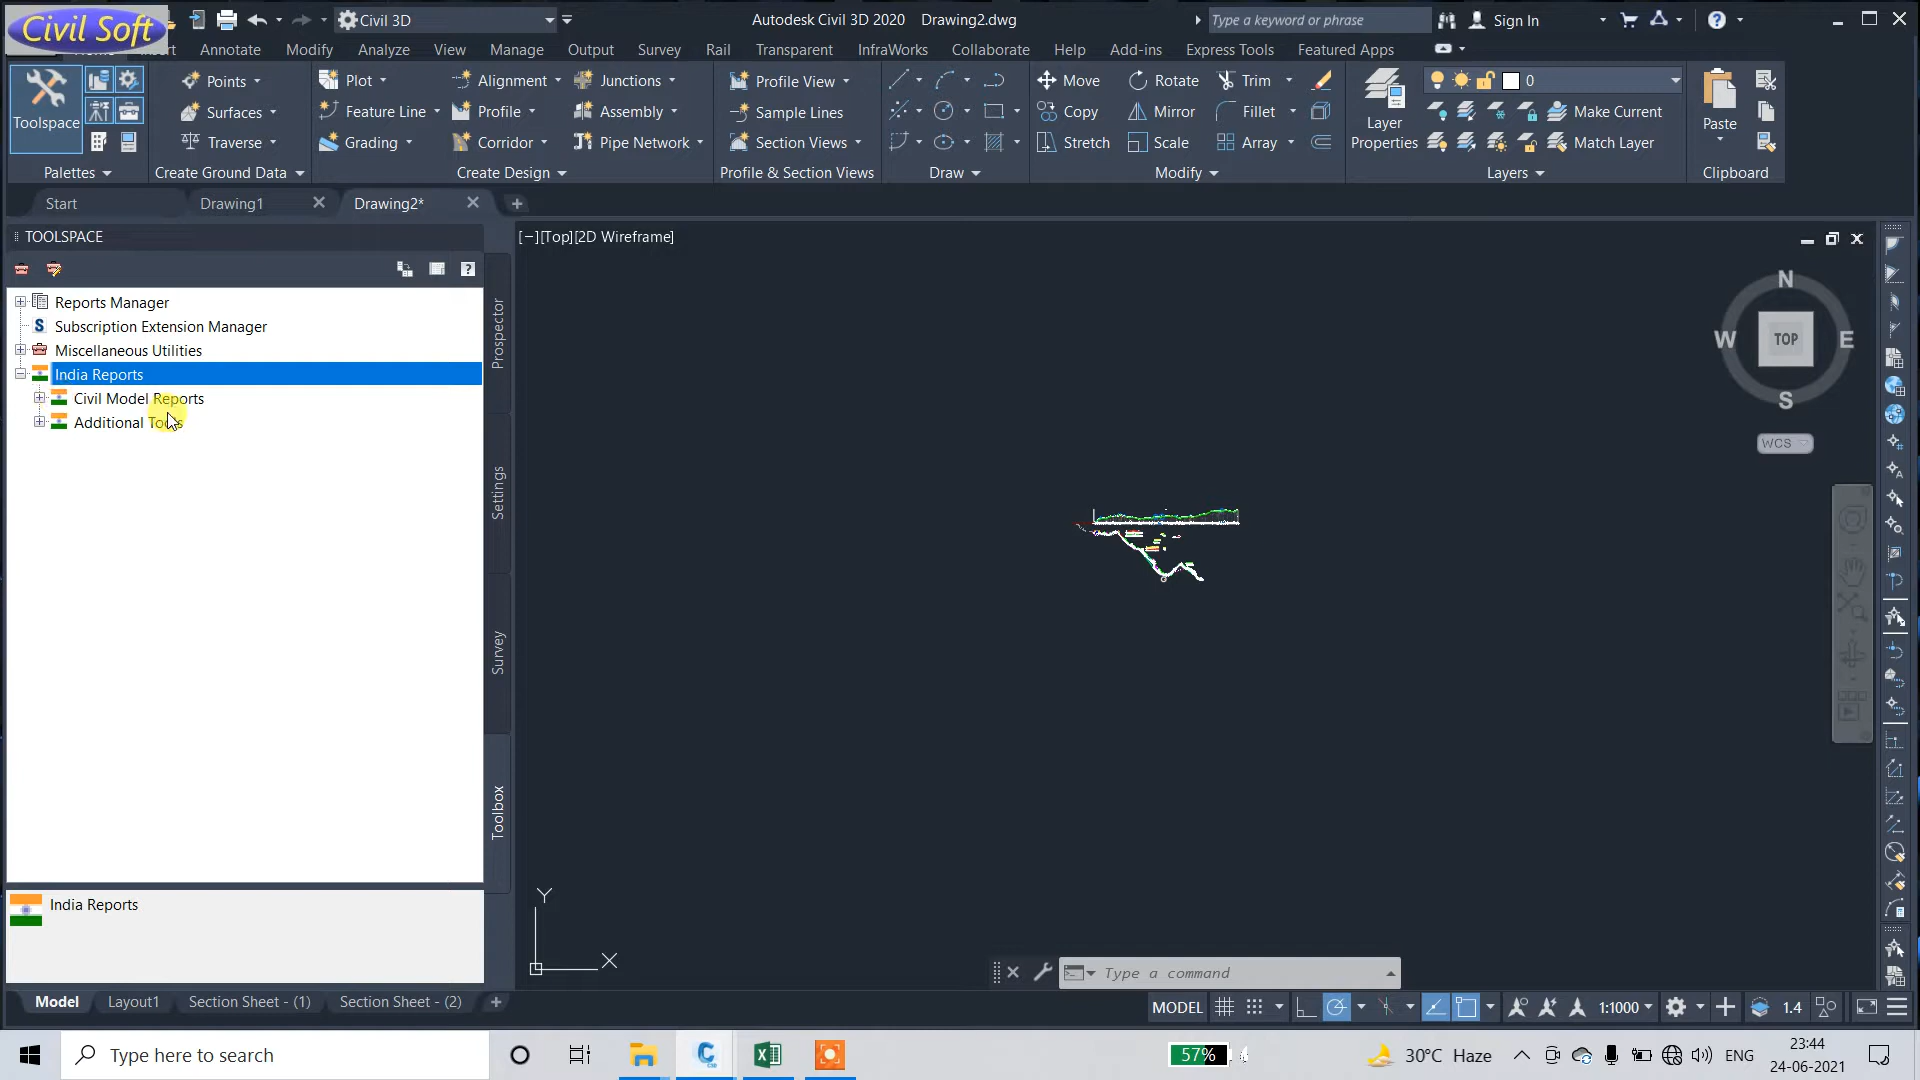 Civil Soft
Civil 3D
Autodesk Civil 3D 2020 Drawing2.dwg
Type a keyword or phrase
Sign In
Annotate Modify Analyze View Manage Output Survey Rail Transparent InfraWorks Collaborate Help Add-ins Express Tools Featured Apps
Toolspace
Points
Surfaces
Traverse
Plot
Feature Line
Grading
Alignment
Profile
Corridor
Junctions
Assembly
Pipe Network
Profile View
Sample Lines
Section Views
Move
Copy
Stretch
Rotate
Mirror
Scale
Trim
Fillet
Array
Layer
Properties
0
Make Current
Match Layer
Paste
Palettes Create Ground Data Create Design Profile & Section Views Draw Modify Layers Clipboard
Start Drawing1 Drawing2*
TOOLSPACE
Reports Manager
S Subscription Extension Manager
Miscellaneous Utilities
India Reports
Civil Model Reports
Additional Tools
Prospector
Settings
Survey
Toolbox
India Reports
[−][Top][2D Wireframe]
N
W TOP E
S
WCS
Y
X
Type a command
Model Layout1 Section Sheet - (1) Section Sheet - (2)
MODEL 1:1000 1.4
Type here to search
57%
30°C Haze
ENG
23:44
24-06-2021